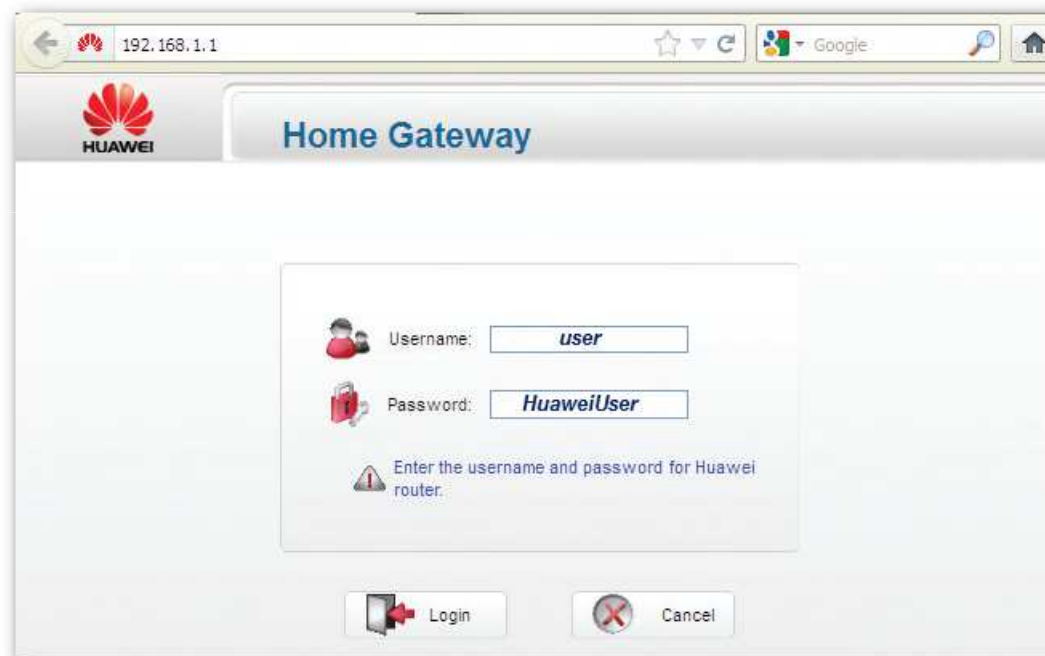 192.168.1.1
Google
HUAWEI
Home Gateway
Username: user
Password: HuaweiUser
Enter the username and password for Huawei
router.
Login
Cancel